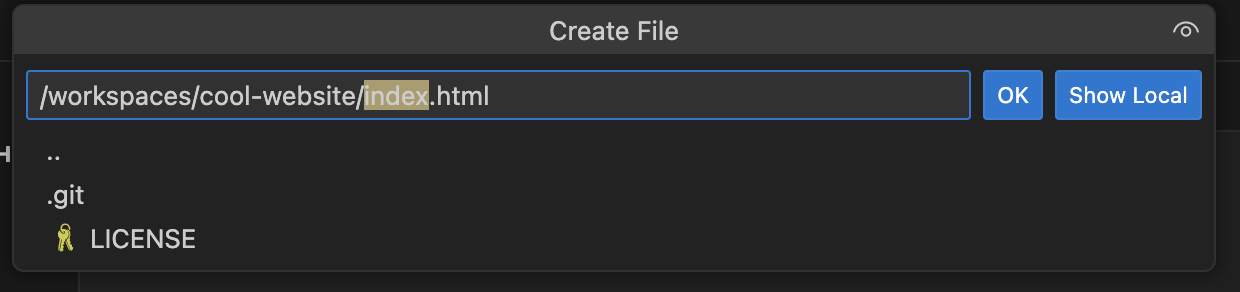 Create File
/workspaces/cool-website/index.html
OK
Show Local
..
.git
LICENSE